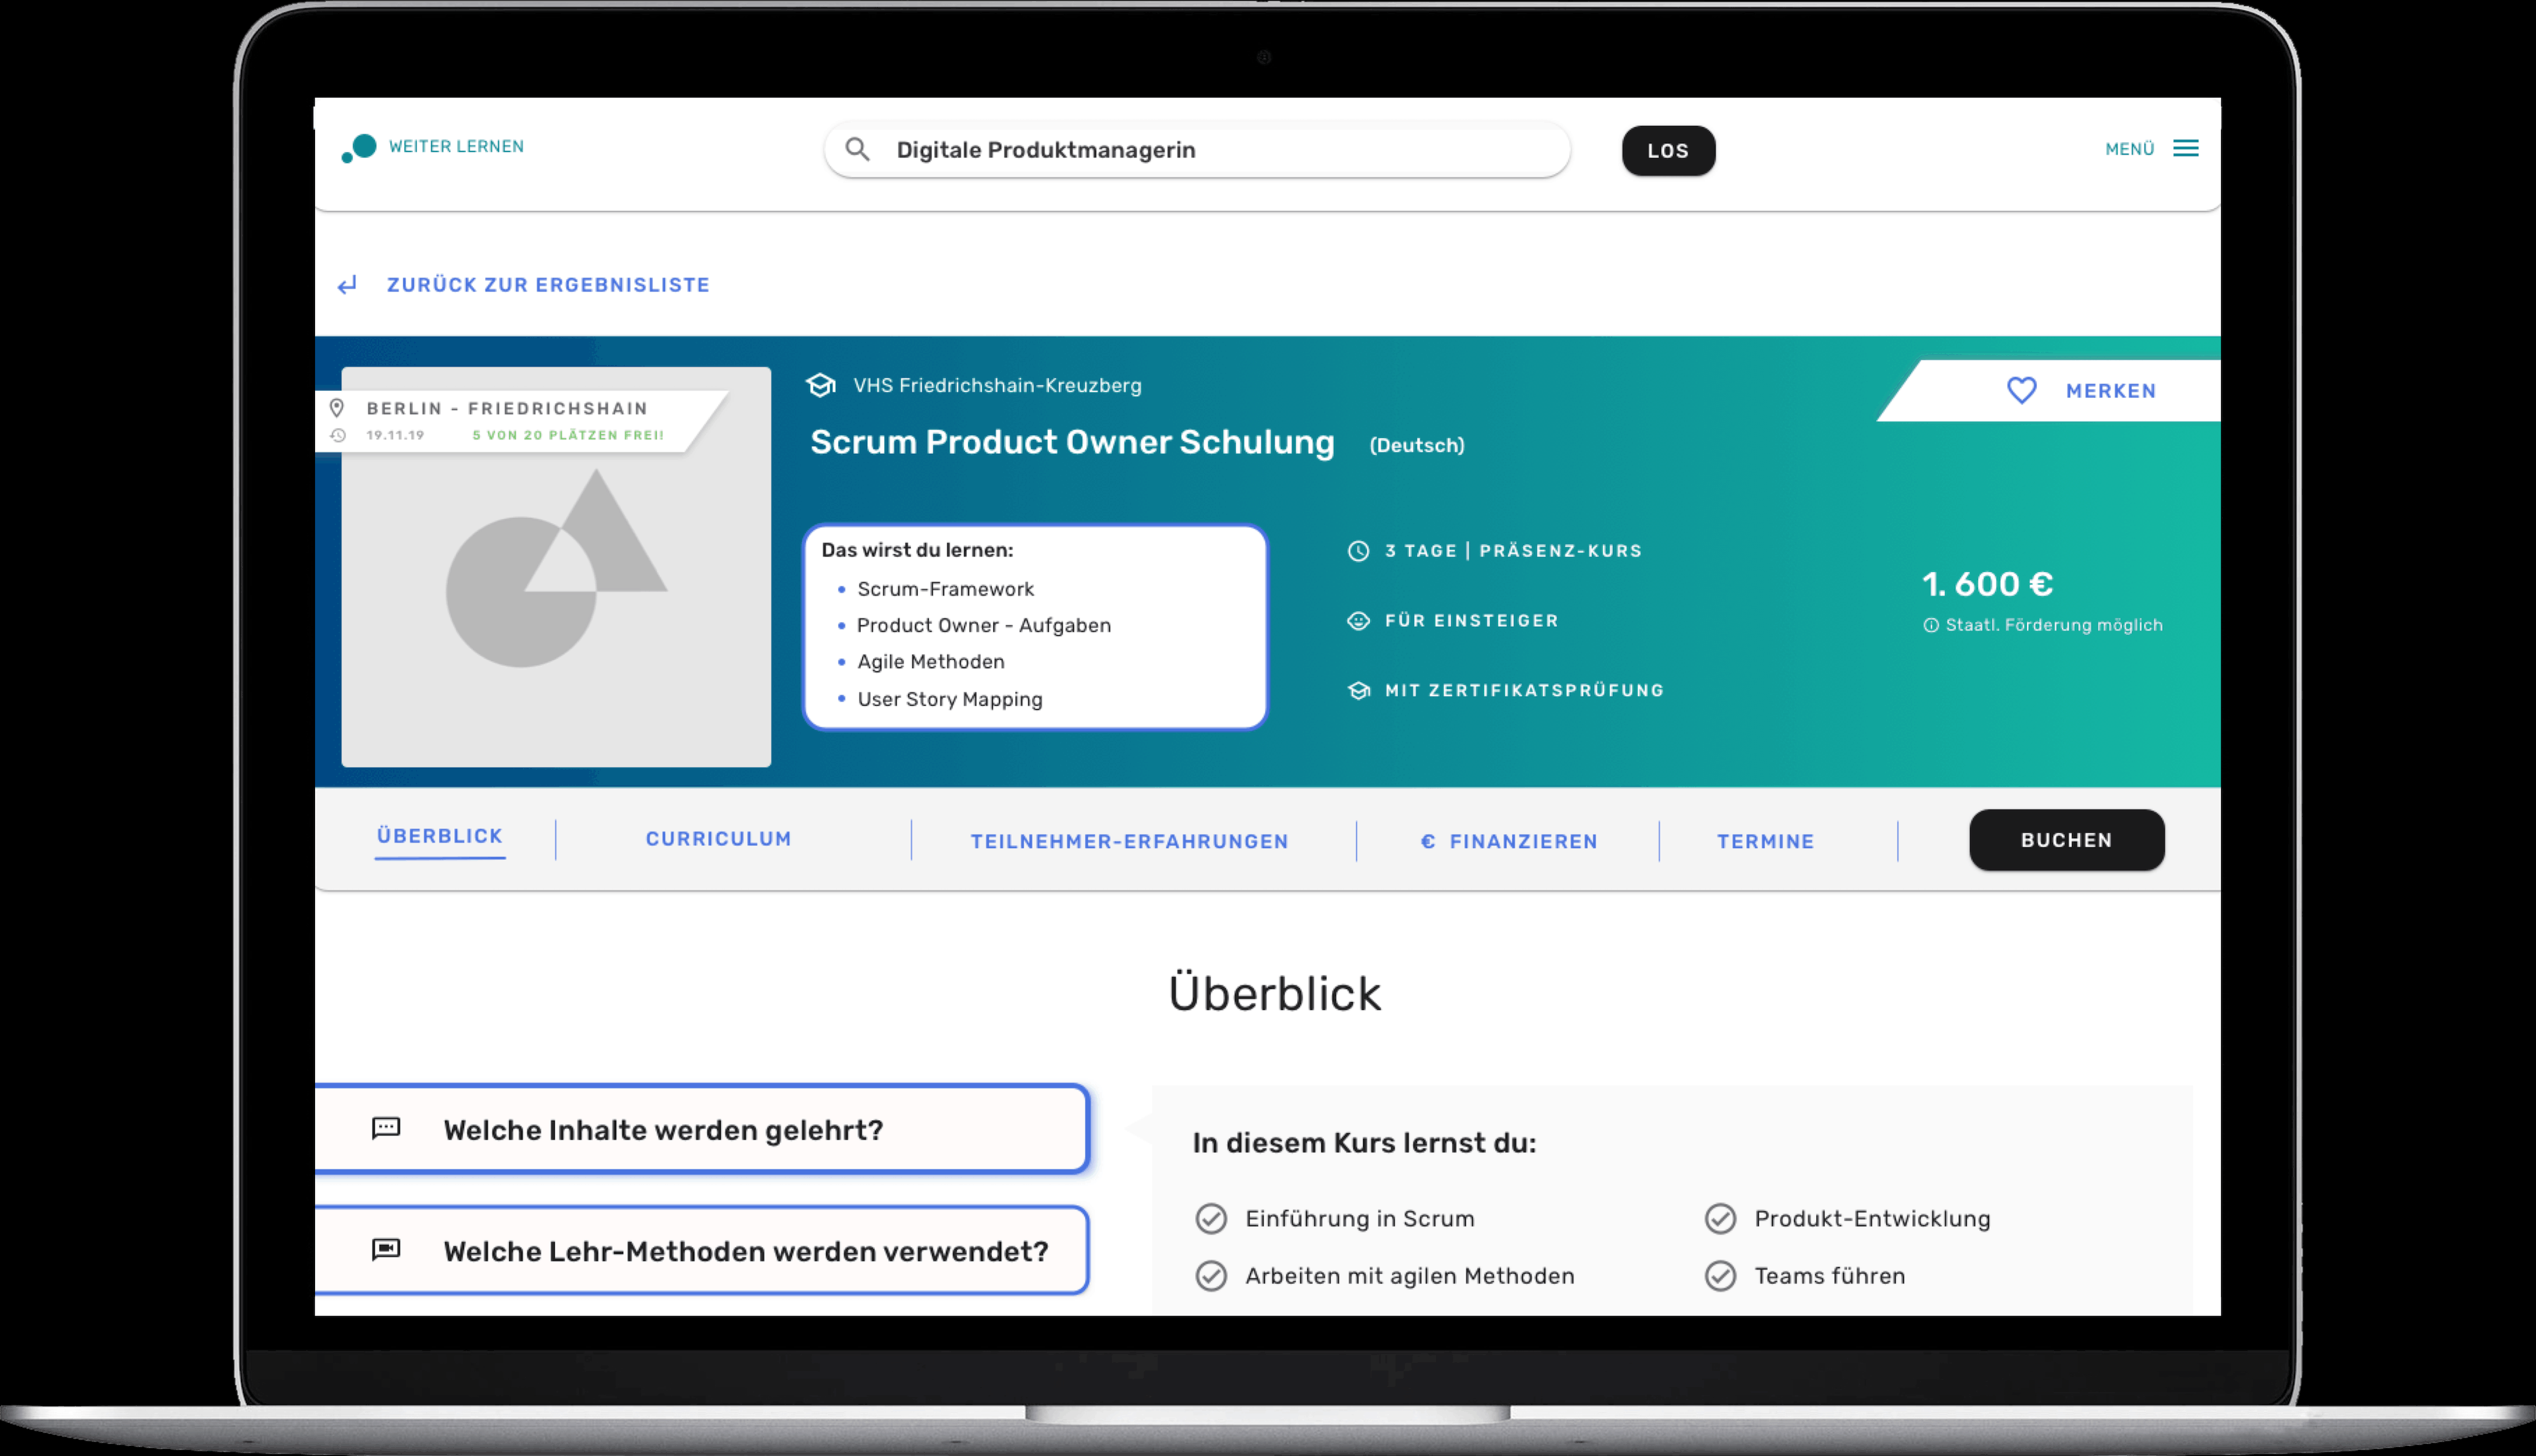 WEITER LERNEN
Digitale Produktmanagerin
LOS
MENÜ
ZURÜCK ZUR ERGEBNISLISTE
BERLIN - FRIEDRICHSHAIN
19.11.19 5 VON 20 PLÄTZEN FREI!
VHS Friedrichshain-Kreuzberg
Scrum Product Owner Schulung (Deutsch)
MERKEN
Das wirst du lernen:
• Scrum-Framework
• Product Owner - Aufgaben
• Agile Methoden
• User Story Mapping
3 TAGE | PRÄSENZ-KURS
FÜR EINSTEIGER
MIT ZERTIFIKATSPRÜFUNG
1. 600 €
Staatl. Förderung möglich
ÜBERBLICK
CURRICULUM
TEILNEHMER-ERFAHRUNGEN
€ FINANZIEREN
TERMINE
BUCHEN
Überblick
Welche Inhalte werden gelehrt?
Welche Lehr-Methoden werden verwendet?
In diesem Kurs lernst du:
Einführung in Scrum
Produkt-Entwicklung
Arbeiten mit agilen Methoden
Teams führen